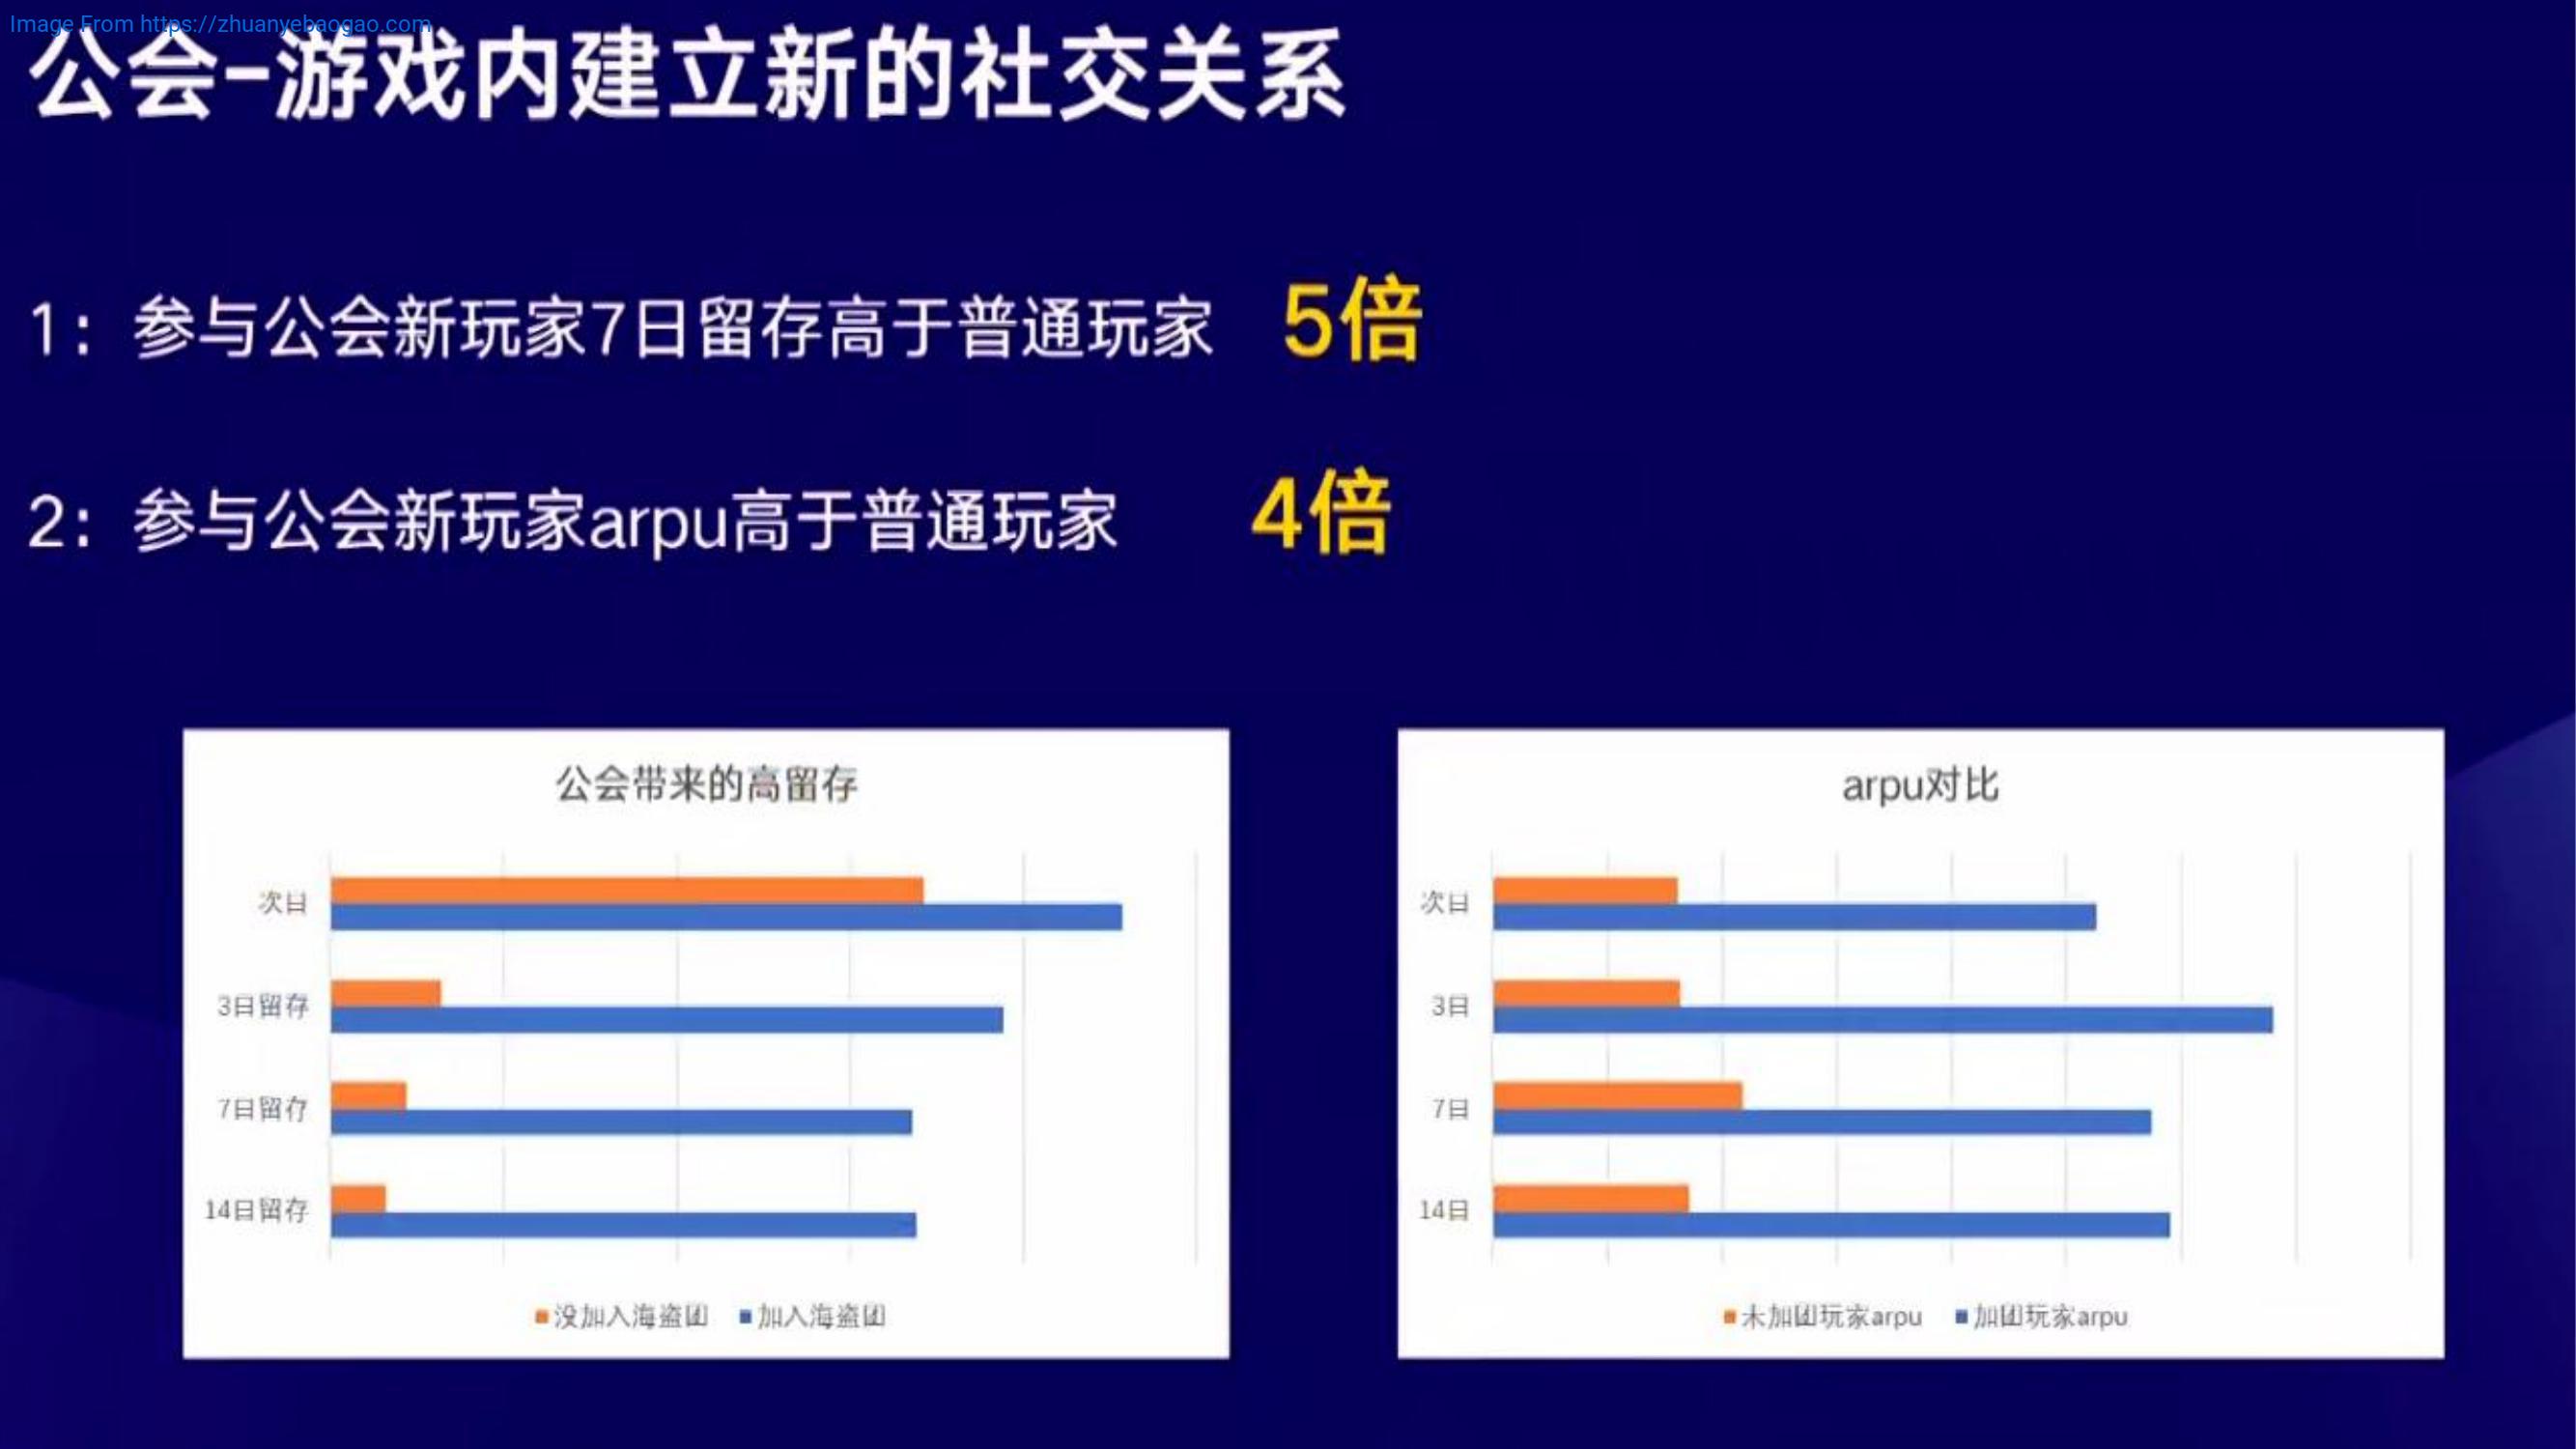 Image From https://zhuanyebaogao.com
公会-游戏内建立新的社交关系
1：参与公会新玩家7日留存高于普通玩家 5倍
2：参与公会新玩家arpu高于普通玩家 4倍
公会带来的高留存
次日
3日留存
7日留存
14日留存
没加入海盗团 加入海盗团
arpu对比
次日
3日
7日
14日
未加团玩家arpu 加团玩家arpu